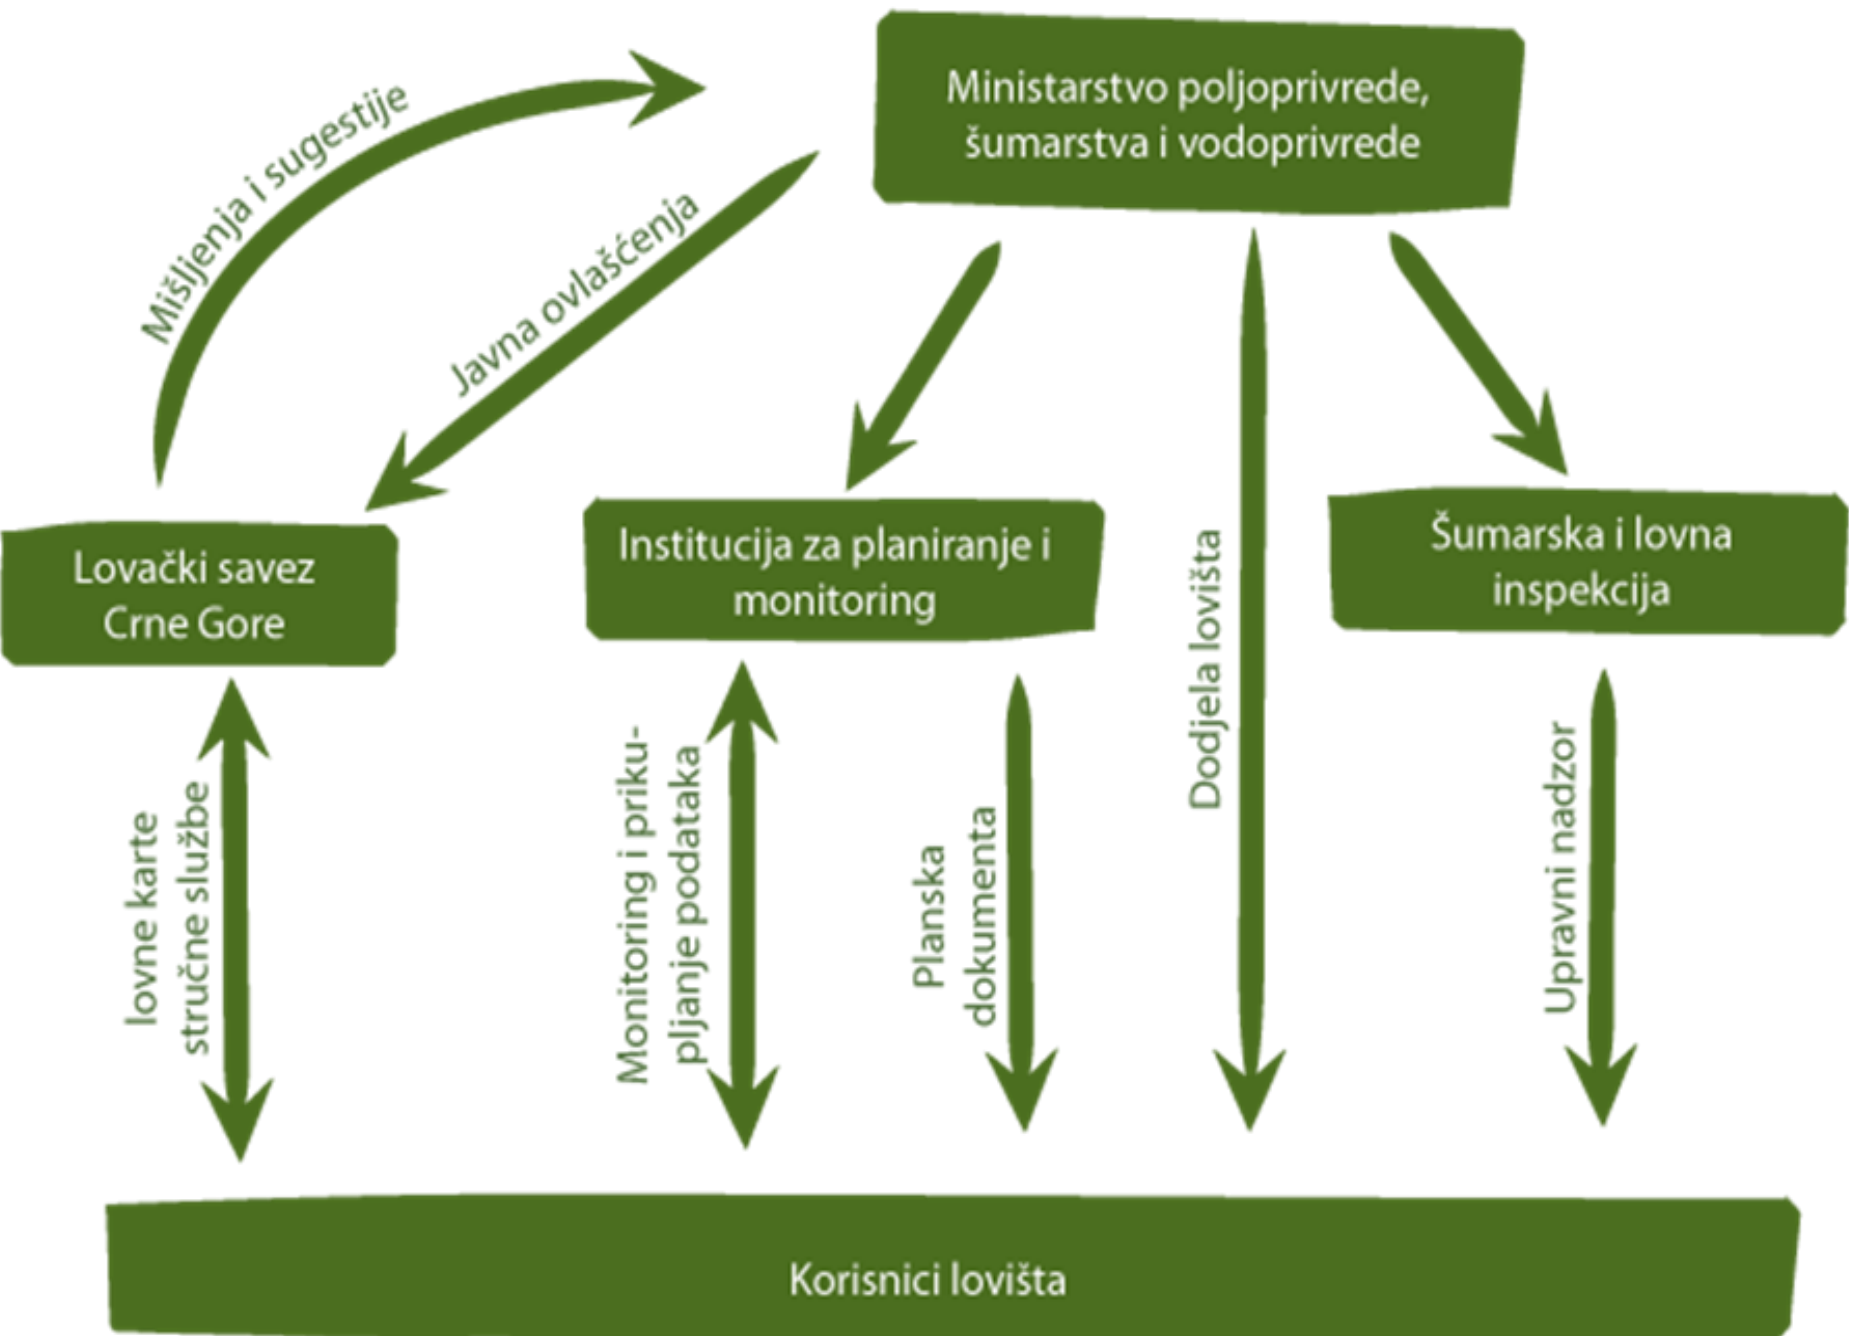 Ministarstvo poljoprivrede,
šumarstva i vodoprivrede
Mišljenja i sugestije
Javna ovlašćenja
Lovački savez
Crne Gore
Institucija za planiranje i
monitoring
Šumarska i lovna
inspekcija
lovne karte
stručne službe
Monitoring i priku-
pljanje podataka
Planska
dokumenta
Dodjela lovišta
Upravni nadzor
Korisnici lovišta